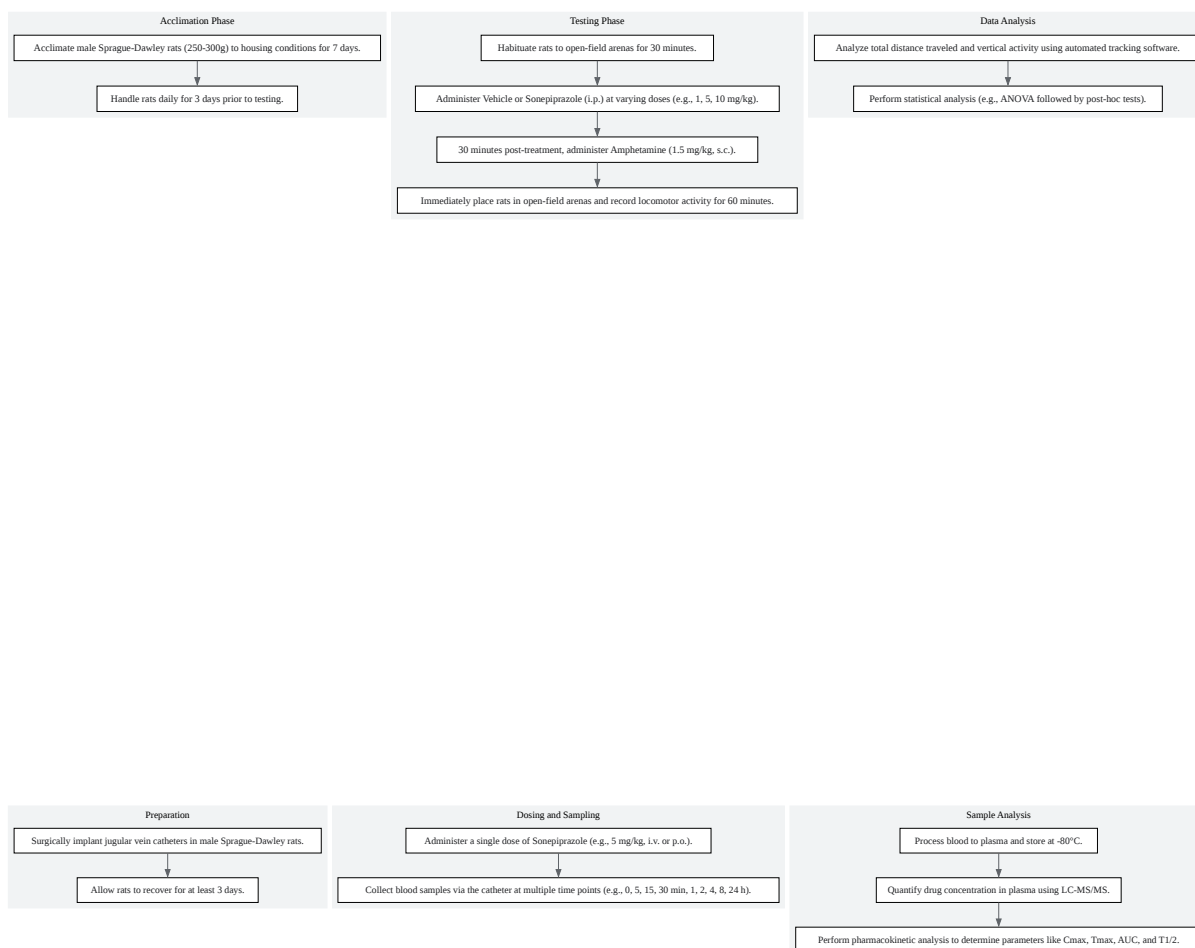 Acclimation Phase
Acclimate male Sprague-Dawley rats (250-300g) to housing conditions for 7 days.
Handle rats daily for 3 days prior to testing.
Testing Phase
Habituate rats to open-field arenas for 30 minutes.
Administer Vehicle or Sonepiprazole (i.p.) at varying doses (e.g., 1, 5, 10 mg/kg).
30 minutes post-treatment, administer Amphetamine (1.5 mg/kg, s.c.).
Immediately place rats in open-field arenas and record locomotor activity for 60 minutes.
Data Analysis
Analyze total distance traveled and vertical activity using automated tracking software.
Perform statistical analysis (e.g., ANOVA followed by post-hoc tests).
Preparation
Surgically implant jugular vein catheters in male Sprague-Dawley rats.
Allow rats to recover for at least 3 days.
Dosing and Sampling
Administer a single dose of Sonepiprazole (e.g., 5 mg/kg, i.v. or p.o.).
Collect blood samples via the catheter at multiple time points (e.g., 0, 5, 15, 30 min, 1, 2, 4, 8, 24 h).
Sample Analysis
Process blood to plasma and store at -80°C.
Quantify drug concentration in plasma using LC-MS/MS.
Perform pharmacokinetic analysis to determine parameters like Cmax, Tmax, AUC, and T1/2.